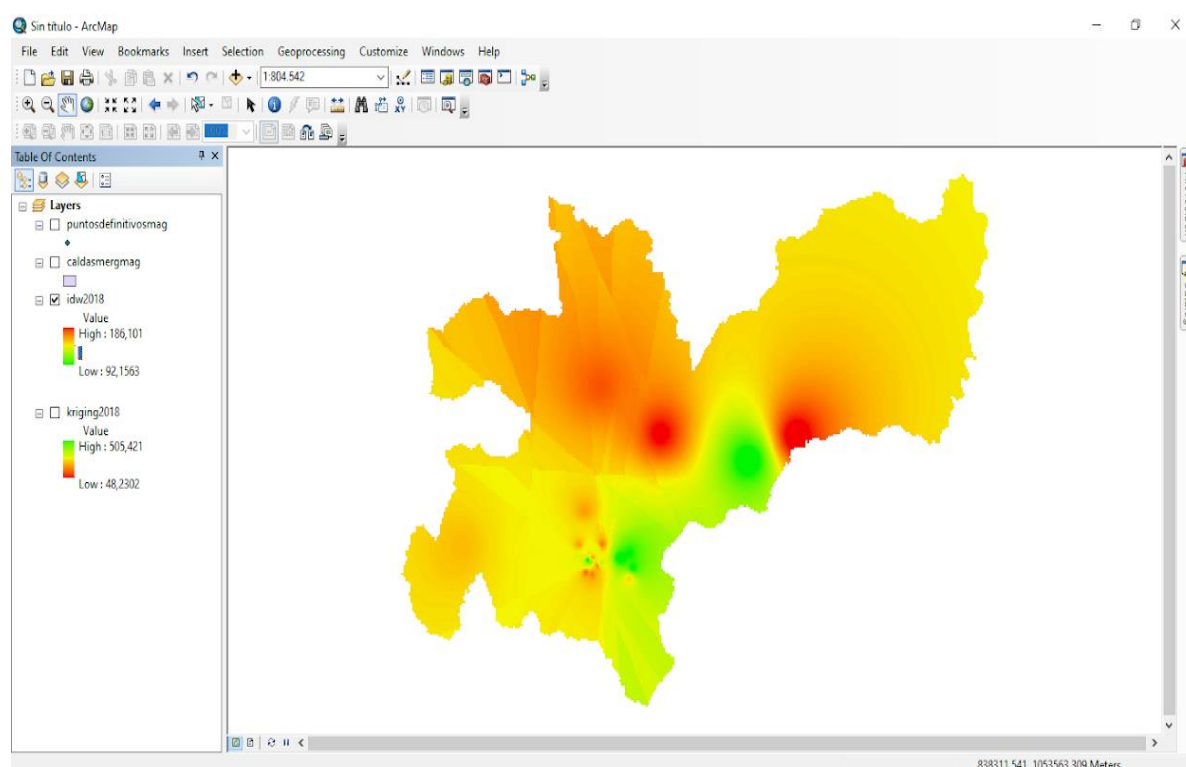 Sin título - ArcMap
File Edit View Bookmarks Insert Selection Geoprocessing Customize Windows Help
1:804.542
Table Of Contents
Layers
puntosdefinitivosmag
caldasmergmag
idw2018
Value
High : 186,101
Low : 92,1563
kriging2018
Value
High : 505,421
Low : 48,2302
838311,541 1053563,309 Meters